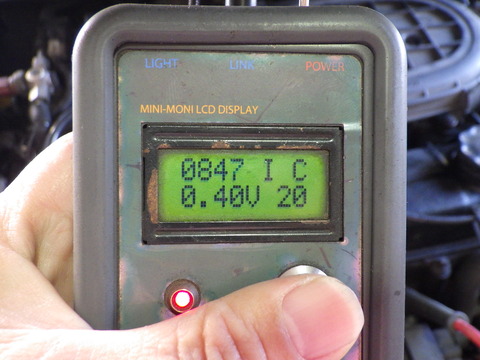 LIGHT LINK POWER
MINI-MONI LCD DISPLAY
0847 I C
0.40V 20